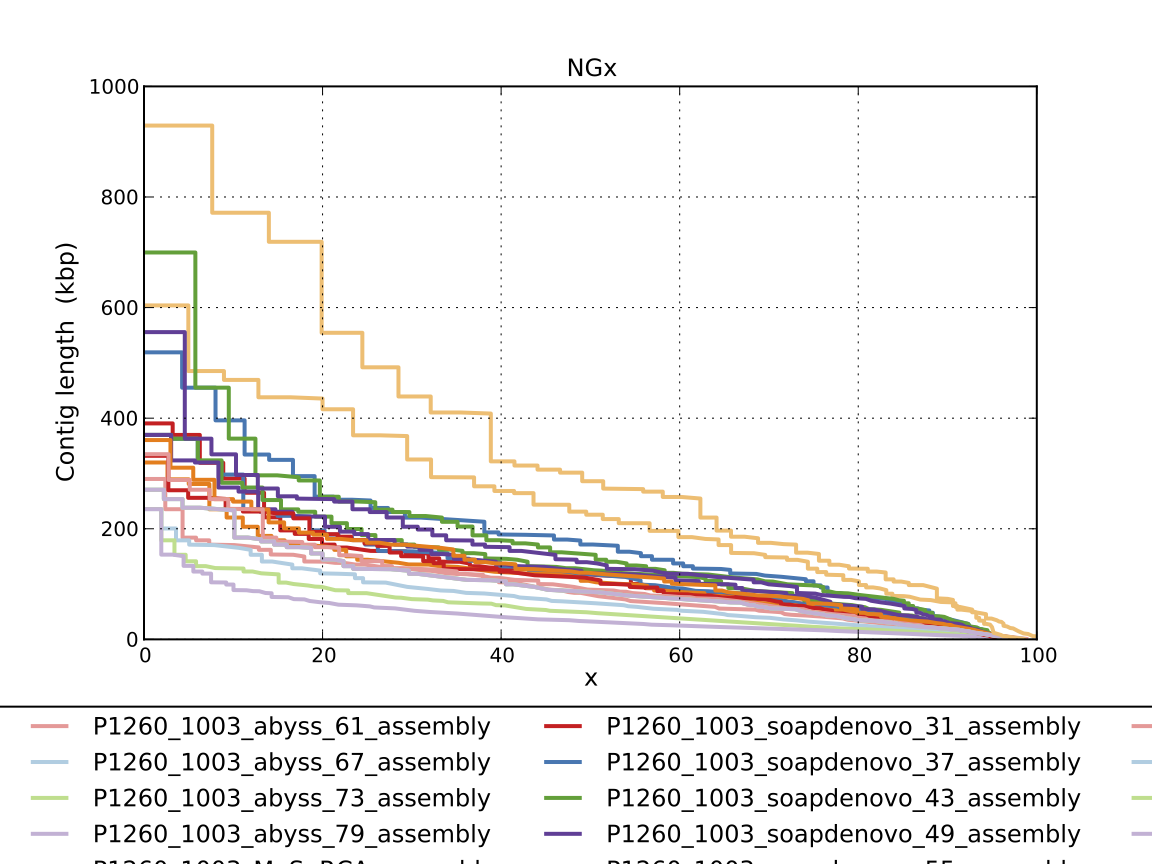 NGx
1000
800
600
400
200
0
Contig length (kbp)
0 20 40 60 80 100
x
P1260_1003_abyss_61_assembly P1260_1003_soapdenovo_31_assembly
P1260_1003_abyss_67_assembly P1260_1003_soapdenovo_37_assembly
P1260_1003_abyss_73_assembly P1260_1003_soapdenovo_43_assembly
P1260_1003_abyss_79_assembly P1260_1003_soapdenovo_49_assembly